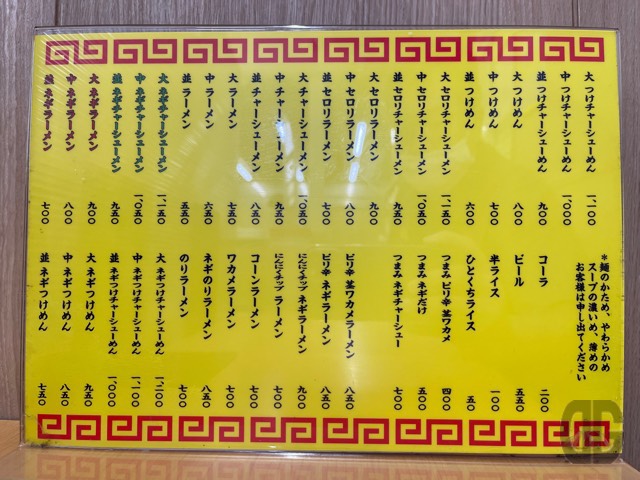 大 つけチャーシューめん 一、一〇〇
中 つけチャーシューめん 一、〇〇〇
並 つけチャーシューめん 九〇〇
大 つけめん 八〇〇
中 つけめん 七〇〇
並 つけめん 六〇〇
大 セロリチャーシューメン 一、一五〇
中 セロリチャーシューメン 一、〇五〇
並 セロリチャーシューメン 九五〇
大 セロリラーメン 九〇〇
中 セロリラーメン 八〇〇
並 セロリラーメン 七〇〇
大 チャーシューメン 一、〇五〇
中 チャーシューメン 九五〇
並 チャーシューメン 八五〇
大 ラーメン 七五〇
中 ラーメン 六五〇
並 ラーメン 五五〇
大 ネギチャーシューメン 一、一五〇
中 ネギチャーシューメン 一、〇五〇
並 ネギチャーシューメン 九五〇
大 ネギラーメン 九〇〇
中 ネギラーメン 八〇〇
並 ネギラーメン 七〇〇
＊麺のかため、やわらかめ
スープの濃いめ、薄めの
お客様は申し出てください
コーラ 二〇〇
ビール 五五〇
半ライス 一〇〇
ひとくちライス 五〇
つまみ ピリ辛 茎ワカメ 四〇〇
つまみ ネギだけ 五〇〇
つまみ ネギチャーシュー 七〇〇
ピリ辛 茎ワカメラーメン 八五〇
ピリ辛 ネギラーメン 八五〇
にんにくチップ ネギラーメン 九〇〇
にんにくチップ ラーメン 七〇〇
コーンラーメン 七〇〇
ワカメラーメン 七〇〇
ネギのりラーメン 八五〇
のりラーメン 七〇〇
大 ネギつけチャーシューめん 一、二〇〇
中 ネギつけチャーシューめん 一、一〇〇
並 ネギつけチャーシューめん 一、〇〇〇
大 ネギつけめん 九五〇
中 ネギつけめん 八五〇
並 ネギつけめん 七五〇